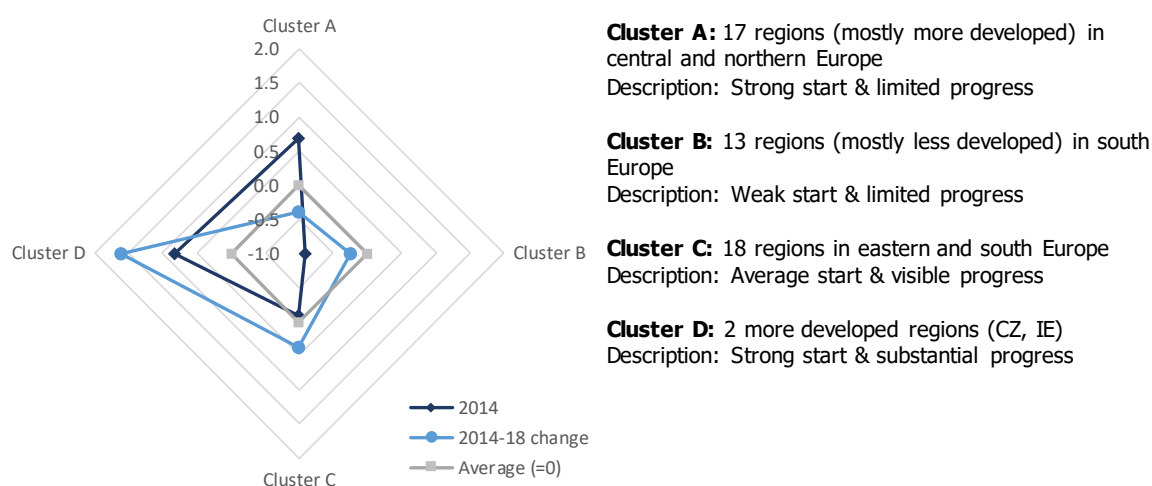 Cluster A
2.0
1.5
1.0
0.5
0.0
-0.5
-1.0
Cluster D
Cluster B
Cluster C
2014
2014-18 change
Average (=0)
Cluster A: 17 regions (mostly more developed) in
central and northern Europe
Description: Strong start & limited progress
Cluster B: 13 regions (mostly less developed) in south
Europe
Description: Weak start & limited progress
Cluster C: 18 regions in eastern and south Europe
Description: Average start & visible progress
Cluster D: 2 more developed regions (CZ, IE)
Description: Strong start & substantial progress